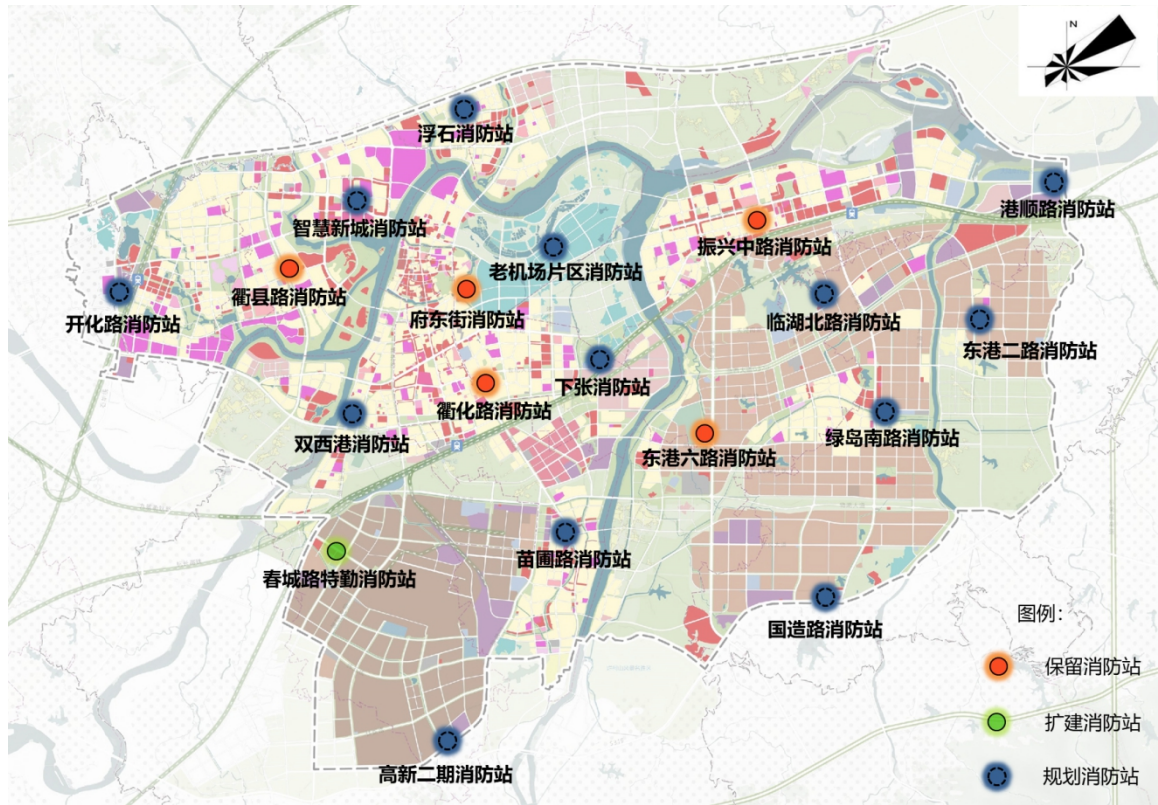 N
浮石消防站
港顺路消防站
智慧新城消防站
振兴中路消防站
老机场片区消防站
衢县路消防站
开化路消防站
府东街消防站
临湖北路消防站
东港二路消防站
下张消防站
衢化路消防站
双西港消防站
绿岛南路消防站
东港六路消防站
苗圃路消防站
春城路特勤消防站
国造路消防站
高新二期消防站
图例：
保留消防站
扩建消防站
规划消防站